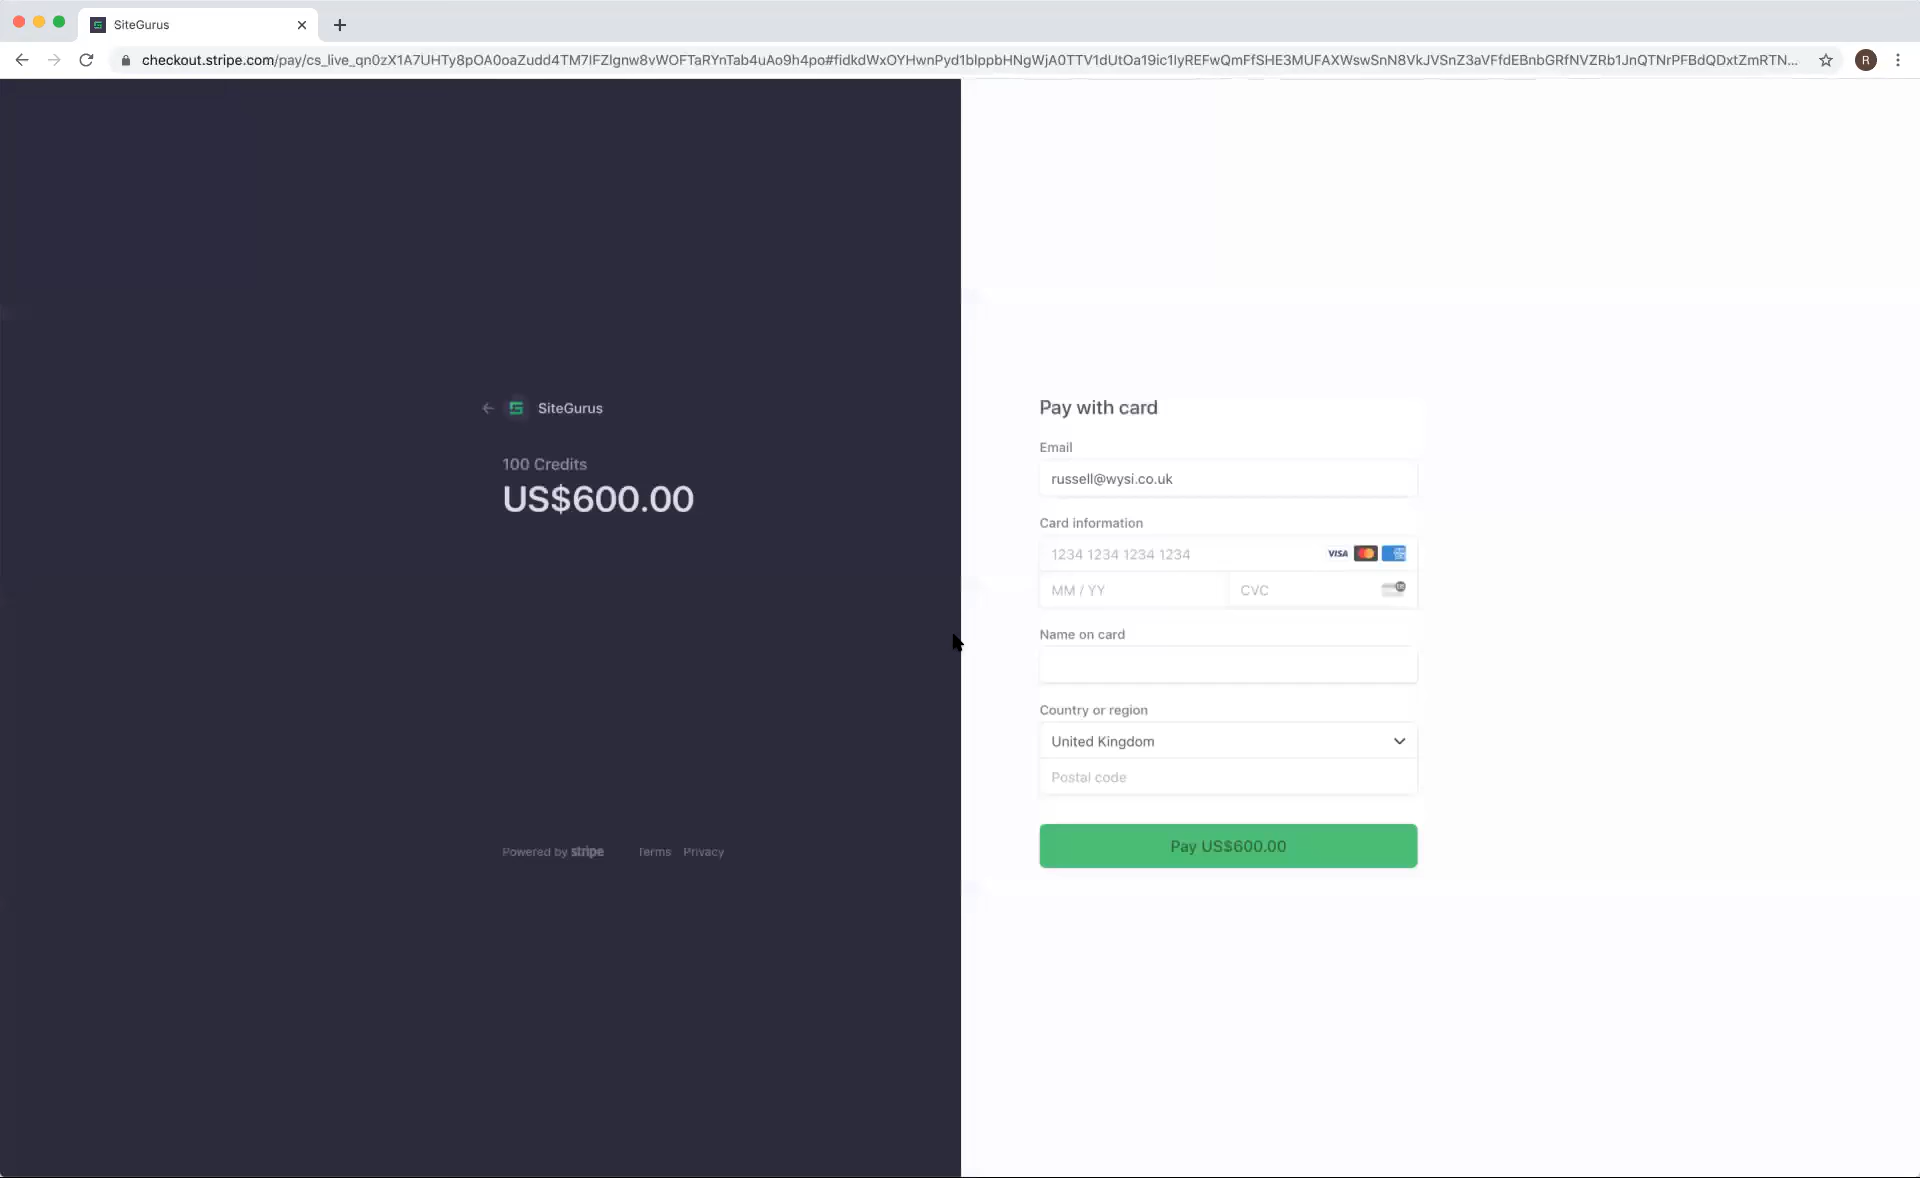 SiteGurus
checkout.stripe.com/pay/cs_live_qn0zX1A7UHTy8pOA0oaZudd4TM7IFZlgnw8vWOFTaRYnTab4uAo9h4po#fidkdWxOYHwnPyd1blppbHNgWjA0TTV1dUtOa19ic1IyREFwQmFfSHE3MUFAXWswSnN8VkJVSnZ3aVFfdEBnbGRfNVZRb1JnQTNrPFBdQDxtZmRTN...
R
SiteGurus
100 Credits
US$600.00
Powered by stripe
Terms Privacy
Pay with card
Email
russell@wysi.co.uk
Card information
1234 1234 1234 1234
VISA
MM / YY
CVC
Name on card
Country or region
United Kingdom
Postal code
Pay US$600.00